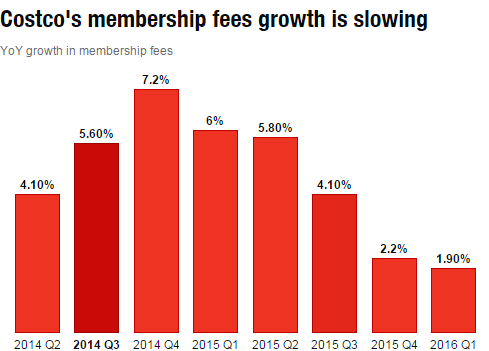 Costco's membership fees growth is slowing
YoY growth in membership fees
7.2%
6%
5.80%
5.60%
4.10%
4.10%
2.2%
1.90%
2014 Q2 2014 Q3 2014 Q4 2015 Q1 2015 Q2 2015 Q3 2015 Q4 2016 Q1